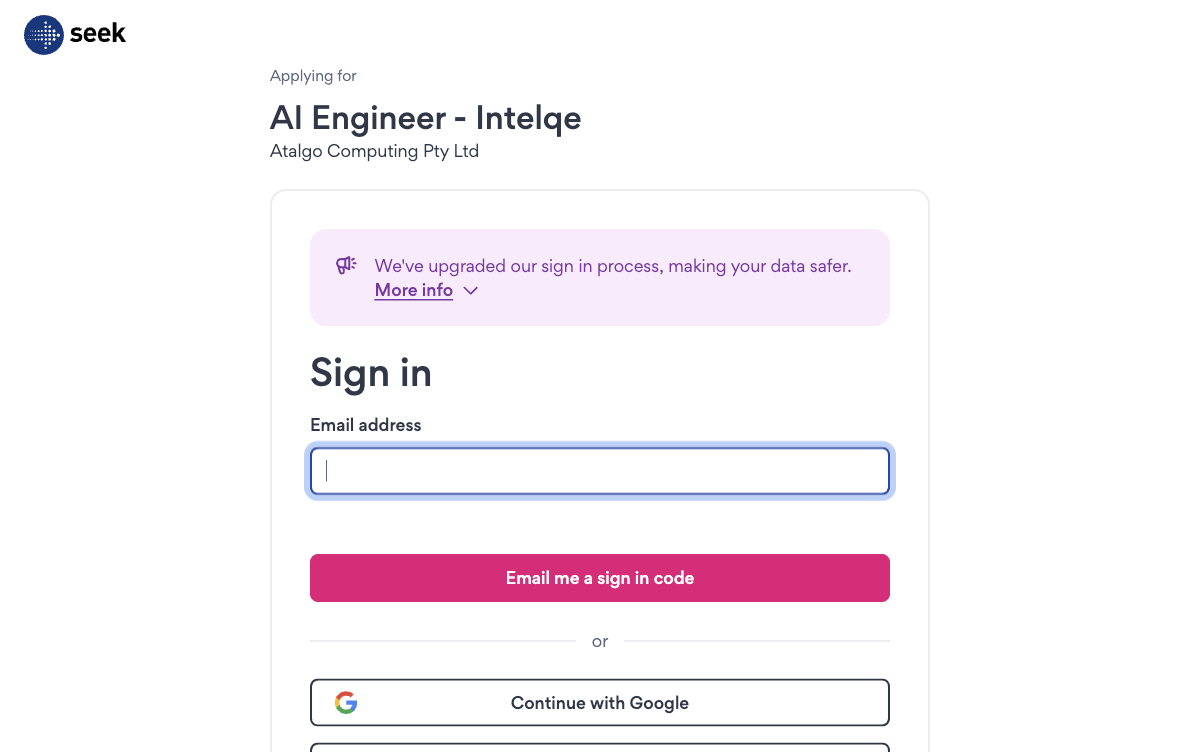 seek
Applying for
AI Engineer - Intelqe
Atalgo Computing Pty Ltd
We've upgraded our sign in process, making your data safer.
More info
Sign in
Email address
Email me a sign in code
or
Continue with Google